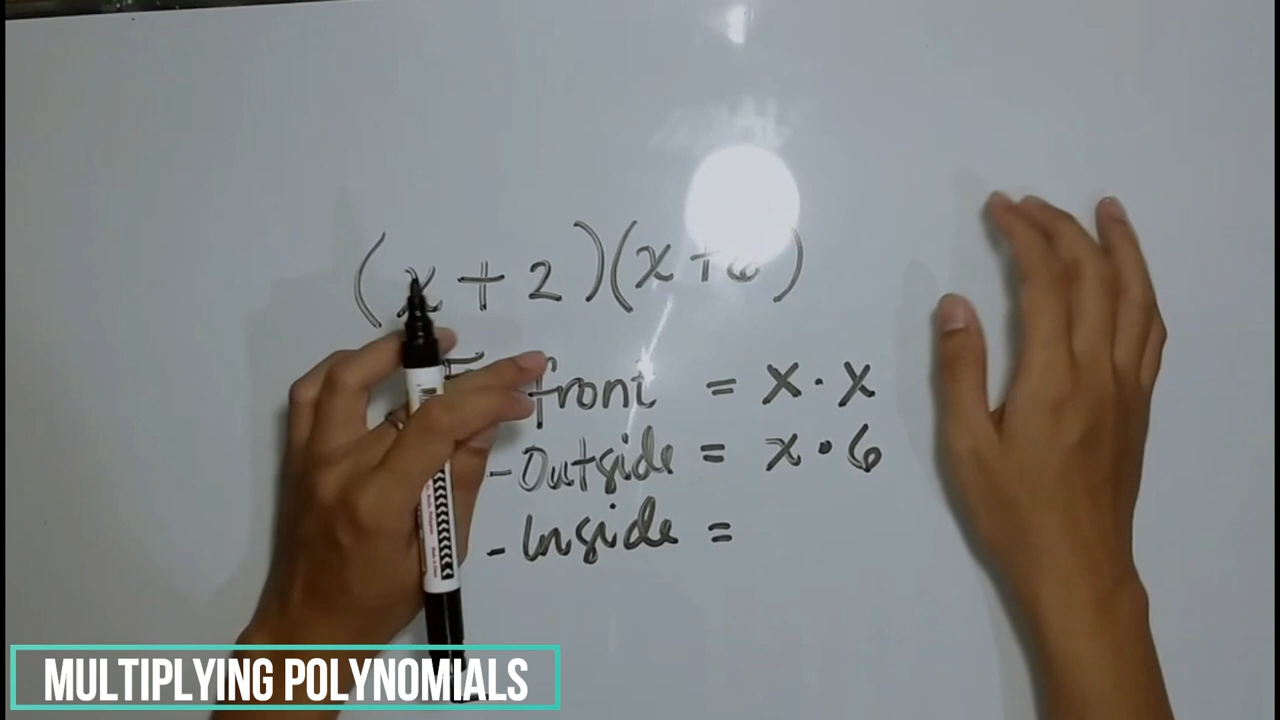 (x + 2)(x + 6)
F - front = x · x
- Outside = x · 6
- Inside =
MULTIPLYING POLYNOMIALS